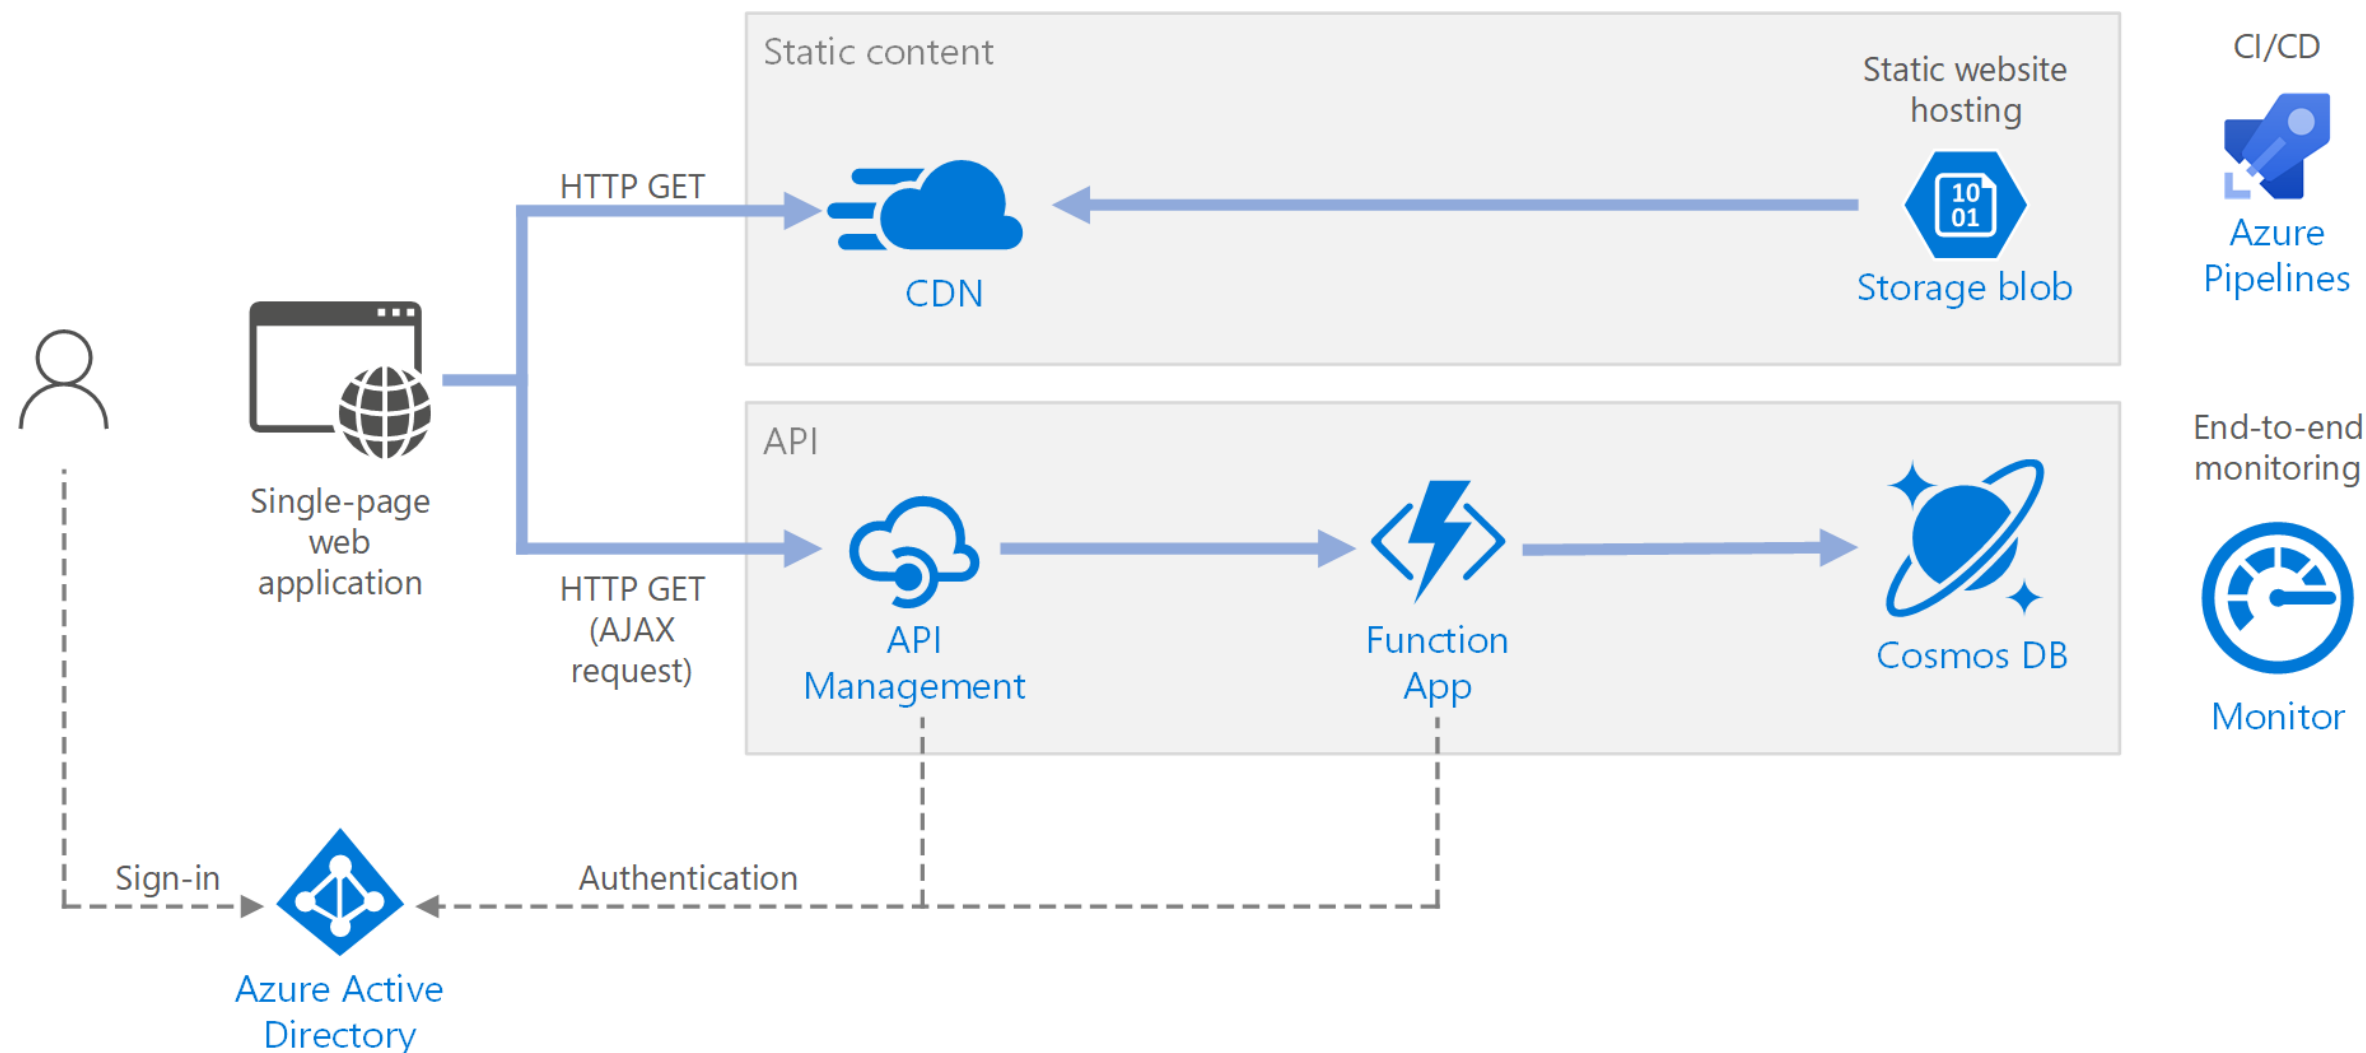 Static content
Static website
hosting
CI/CD
HTTP GET
10
01
CDN
Storage blob
Azure
Pipelines
Single-page
web
application
API
HTTP GET
(AJAX
request)
API
Management
Function
App
Cosmos DB
End-to-end
monitoring
Monitor
Sign-in
Authentication
Azure Active
Directory